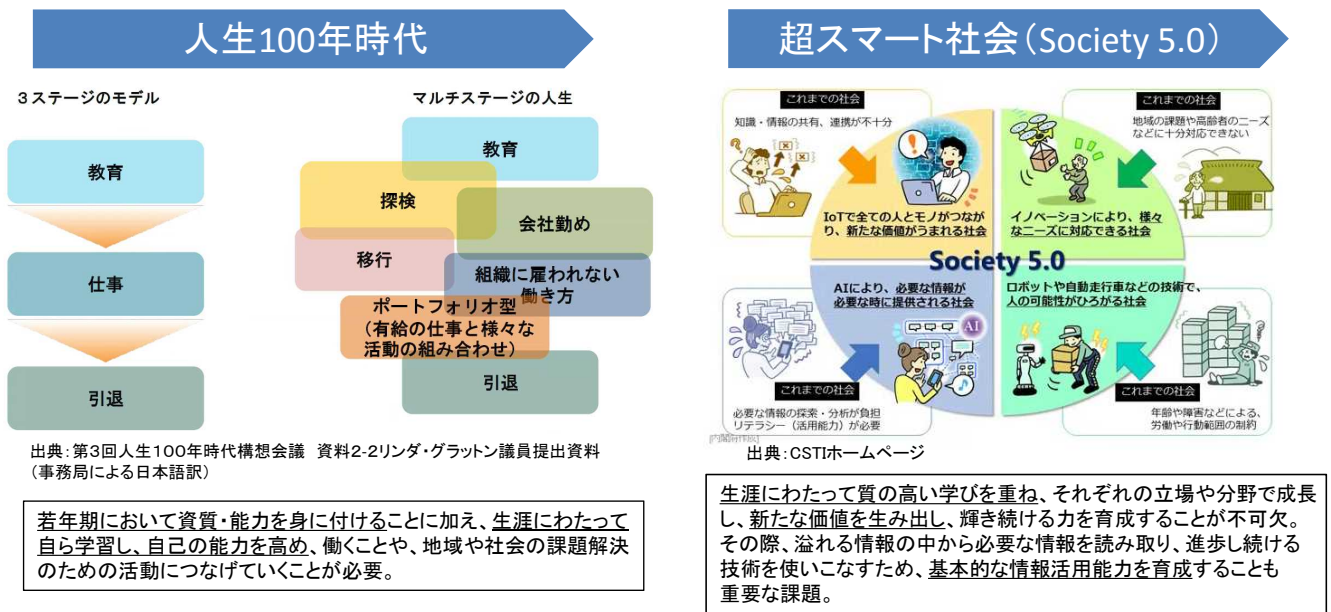 人生100年時代
3ステージのモデル
教育
仕事
引退
マルチステージの人生
教育
探検
会社勤め
移行
組織に雇われない
働き方
ポートフォリオ型
(有給の仕事と様々な
活動の組み合わせ)
引退
出典:第3回人生100年時代構想会議 資料2-2リンダ・グラットン議員提出資料
(事務局による日本語訳)
若年期において資質・能力を身に付けることに加え、生涯にわたって
自ら学習し、自己の能力を高め、働くことや、地域や社会の課題解決
のための活動につなげていくことが必要。
超スマート社会(Society 5.0)
これまでの社会
知識・情報の共有、連携が不十分
IoTで全ての人とモノがつなが
り、新たな価値がうまれる社会
これまでの社会
地域の課題や高齢者のニーズ
などに十分対応できない
イノベーションにより、様々
なニーズに対応できる社会
Society 5.0
AIにより、必要な情報が
必要な時に提供される社会
AI
これまでの社会
必要な情報の探索・分析が負担
リテラシー(活用能力)が必要
ロボットや自動走行車などの技術で、
人の可能性がひろがる社会
これまでの社会
年齢や障害などによる、
労働や行動範囲の制約
[内閣府作成]
出典:CSTIホームページ
生涯にわたって質の高い学びを重ね、それぞれの立場や分野で成長
し、新たな価値を生み出し、輝き続ける力を育成することが不可欠。
その際、溢れる情報の中から必要な情報を読み取り、進歩し続ける
技術を使いこなすため、基本的な情報活用能力を育成することも
重要な課題。